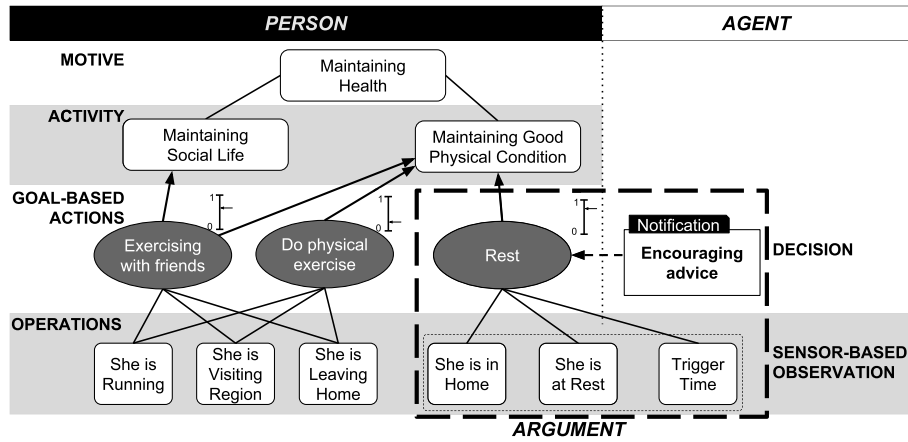 PERSON
AGENT
MOTIVE
Maintaining
Health
ACTIVITY
Maintaining
Social Life
Maintaining Good
Physical Condition
GOAL-BASED
ACTIONS
1
0
1
0
1
0
Exercising
with friends
Do physical
exercise
Rest
Notification
Encouraging
advice
DECISION
OPERATIONS
She is
Running
She is
Visiting
Region
She is
Leaving
Home
She is in
Home
She is
at Rest
Trigger
Time
SENSOR-BASED
OBSERVATION
ARGUMENT